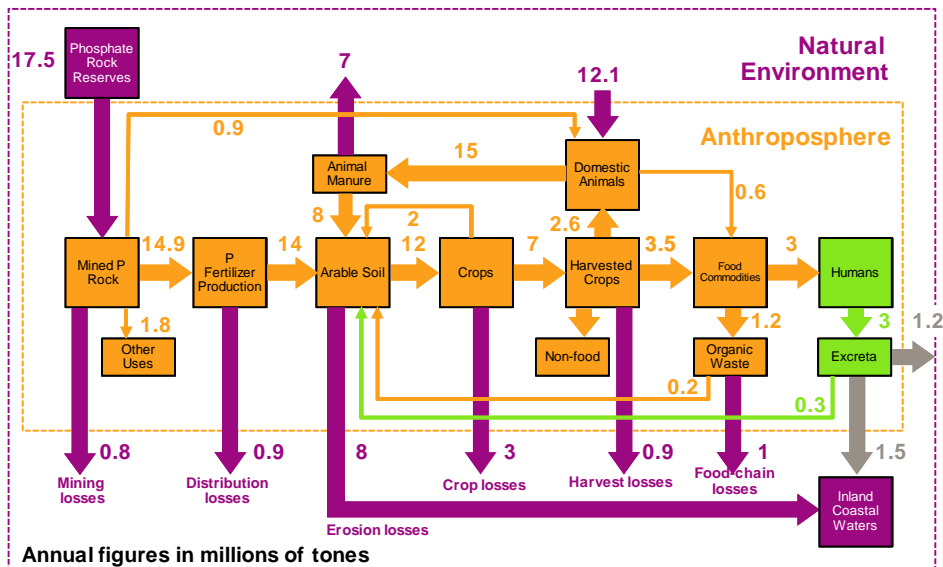 17.5
Phosphate
Rock
Reserves
7
12.1
Natural
Environment
0.9
Anthroposphere
15
Animal
Manure
Domestic
Animals
0.6
8
2
2.6
14.9
14
12
7
3.5
3
Mined P
Rock
P
Fertilizer
Production
Arable Soil
Crops
Harvested
Crops
Food
Commodities
Humans
1.8
1.2
3
1.2
Other
Uses
Non-food
Organic
Waste
Excreta
0.2
0.3
0.8
0.9
8
3
0.9
1
1.5
Mining
losses
Distribution
losses
Erosion losses
Crop losses
Harvest losses
Food-chain
losses
Inland
Coastal
Waters
Annual figures in millions of tones